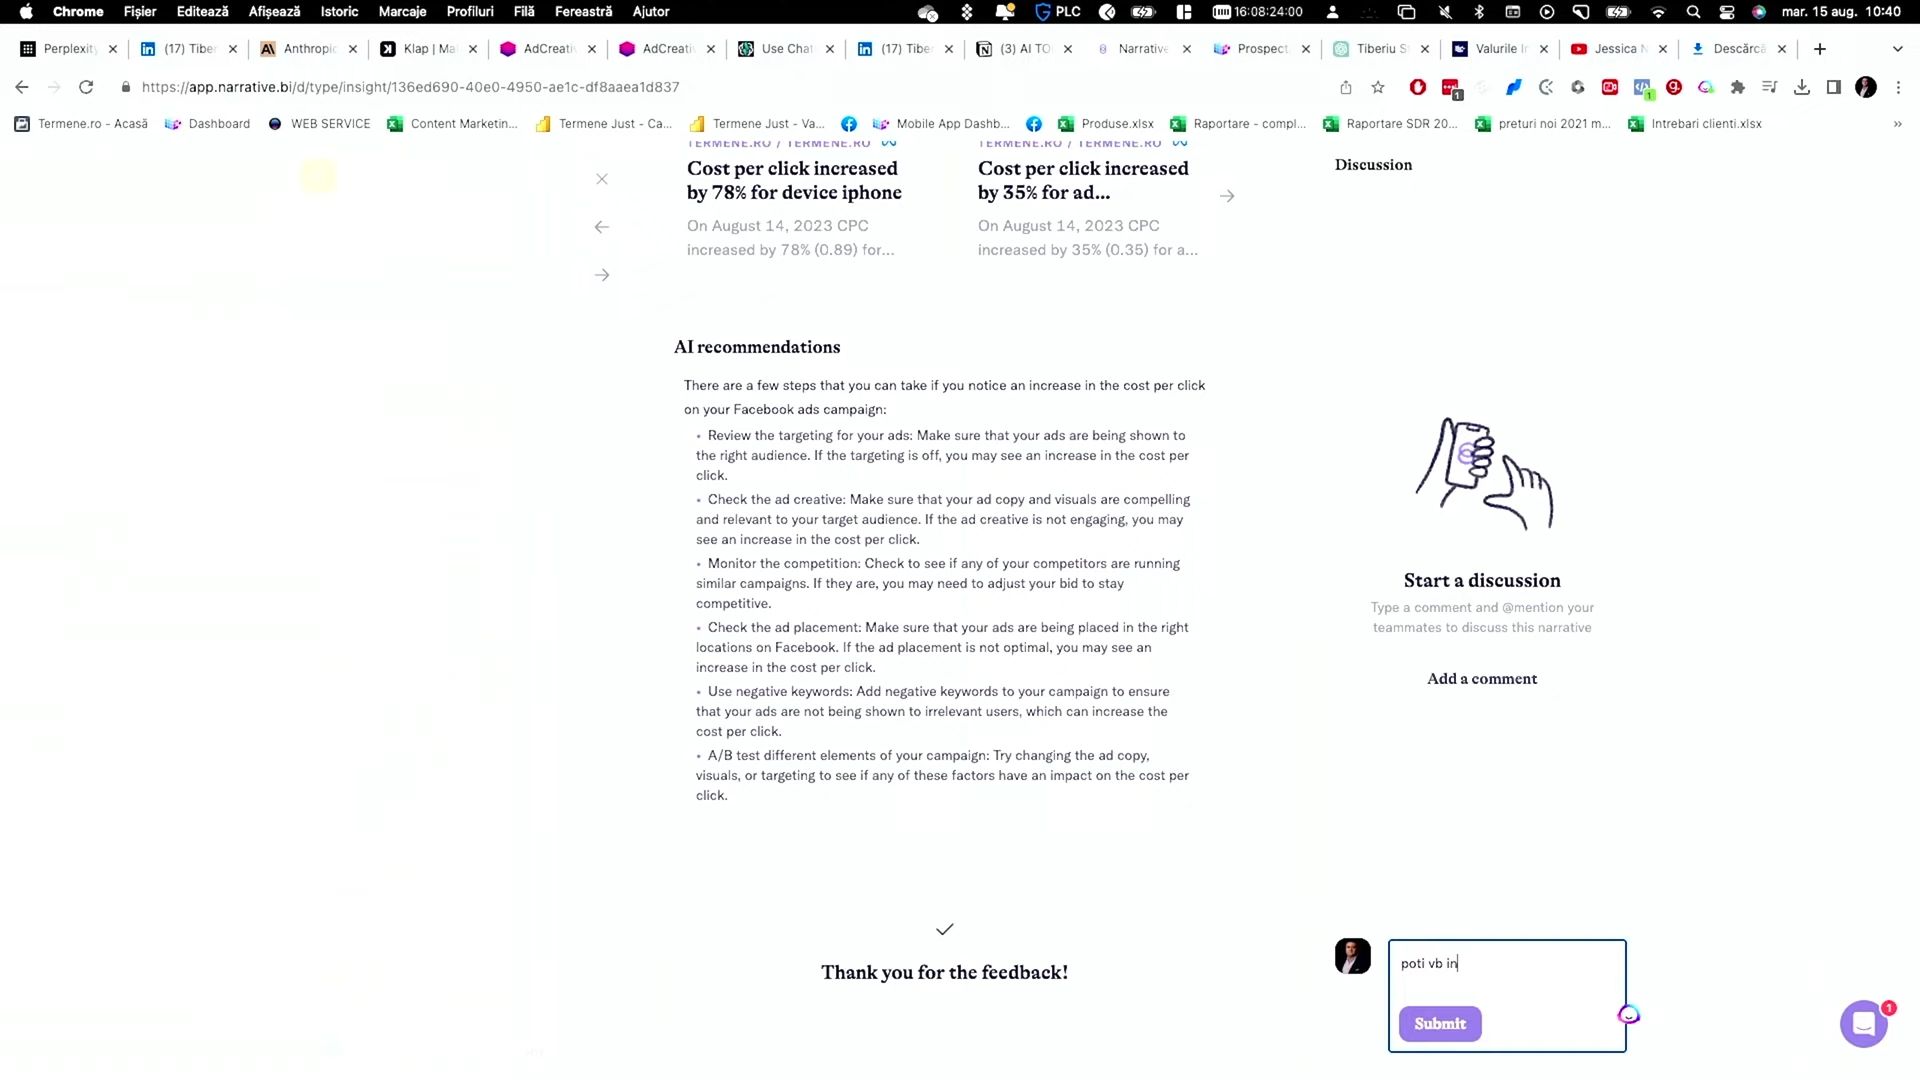 Chrome Fișier Editează Afișează Istoric Marcaje Profiluri Filă Fereastră Ajutor PLC 16:08:24:00 mar. 15 aug. 10:40
Perplexity (17) Tiber Anthropic Klap | Ma AdCreativ AdCreativ Use Chat (17) Tiber (3) AI TO Narrative Prospect. Tiberiu S Valurile în Jessica N Descărcă
https://app.narrative.bi/d/type/insight/136ed690-40e0-4950-ae1c-df8aaea1d837
1 1
Termene.ro - Acasă Dashboard WEB SERVICE Content Marketin... Termene Just - Ca... Termene Just - Va... Mobile App Dashb... Produse.xlsx Raportare - compl... Raportare SDR 20... preturi noi 2021 m... Intrebari clienti.xlsx »
TERMENE.RO / TERMENE.RO
Cost per click increased
by 78% for device iphone
On August 14, 2023 CPC
increased by 78% (0.89) for...
TERMENE.RO / TERMENE.RO
Cost per click increased
by 35% for ad...
On August 14, 2023 CPC
increased by 35% (0.35) for a...
AI recommendations
There are a few steps that you can take if you notice an increase in the cost per click
on your Facebook ads campaign:
• Review the targeting for your ads: Make sure that your ads are being shown to
the right audience. If the targeting is off, you may see an increase in the cost per
click.
• Check the ad creative: Make sure that your ad copy and visuals are compelling
and relevant to your target audience. If the ad creative is not engaging, you may
see an increase in the cost per click.
• Monitor the competition: Check to see if any of your competitors are running
similar campaigns. If they are, you may need to adjust your bid to stay
competitive.
• Check the ad placement: Make sure that your ads are being placed in the right
locations on Facebook. If the ad placement is not optimal, you may see an
increase in the cost per click.
• Use negative keywords: Add negative keywords to your campaign to ensure
that your ads are not being shown to irrelevant users, which can increase the
cost per click.
• A/B test different elements of your campaign: Try changing the ad copy,
visuals, or targeting to see if any of these factors have an impact on the cost per
click.
Thank you for the feedback!
Discussion
Start a discussion
Type a comment and @mention your
teammates to discuss this narrative
Add a comment
poti vb in
Submit
1